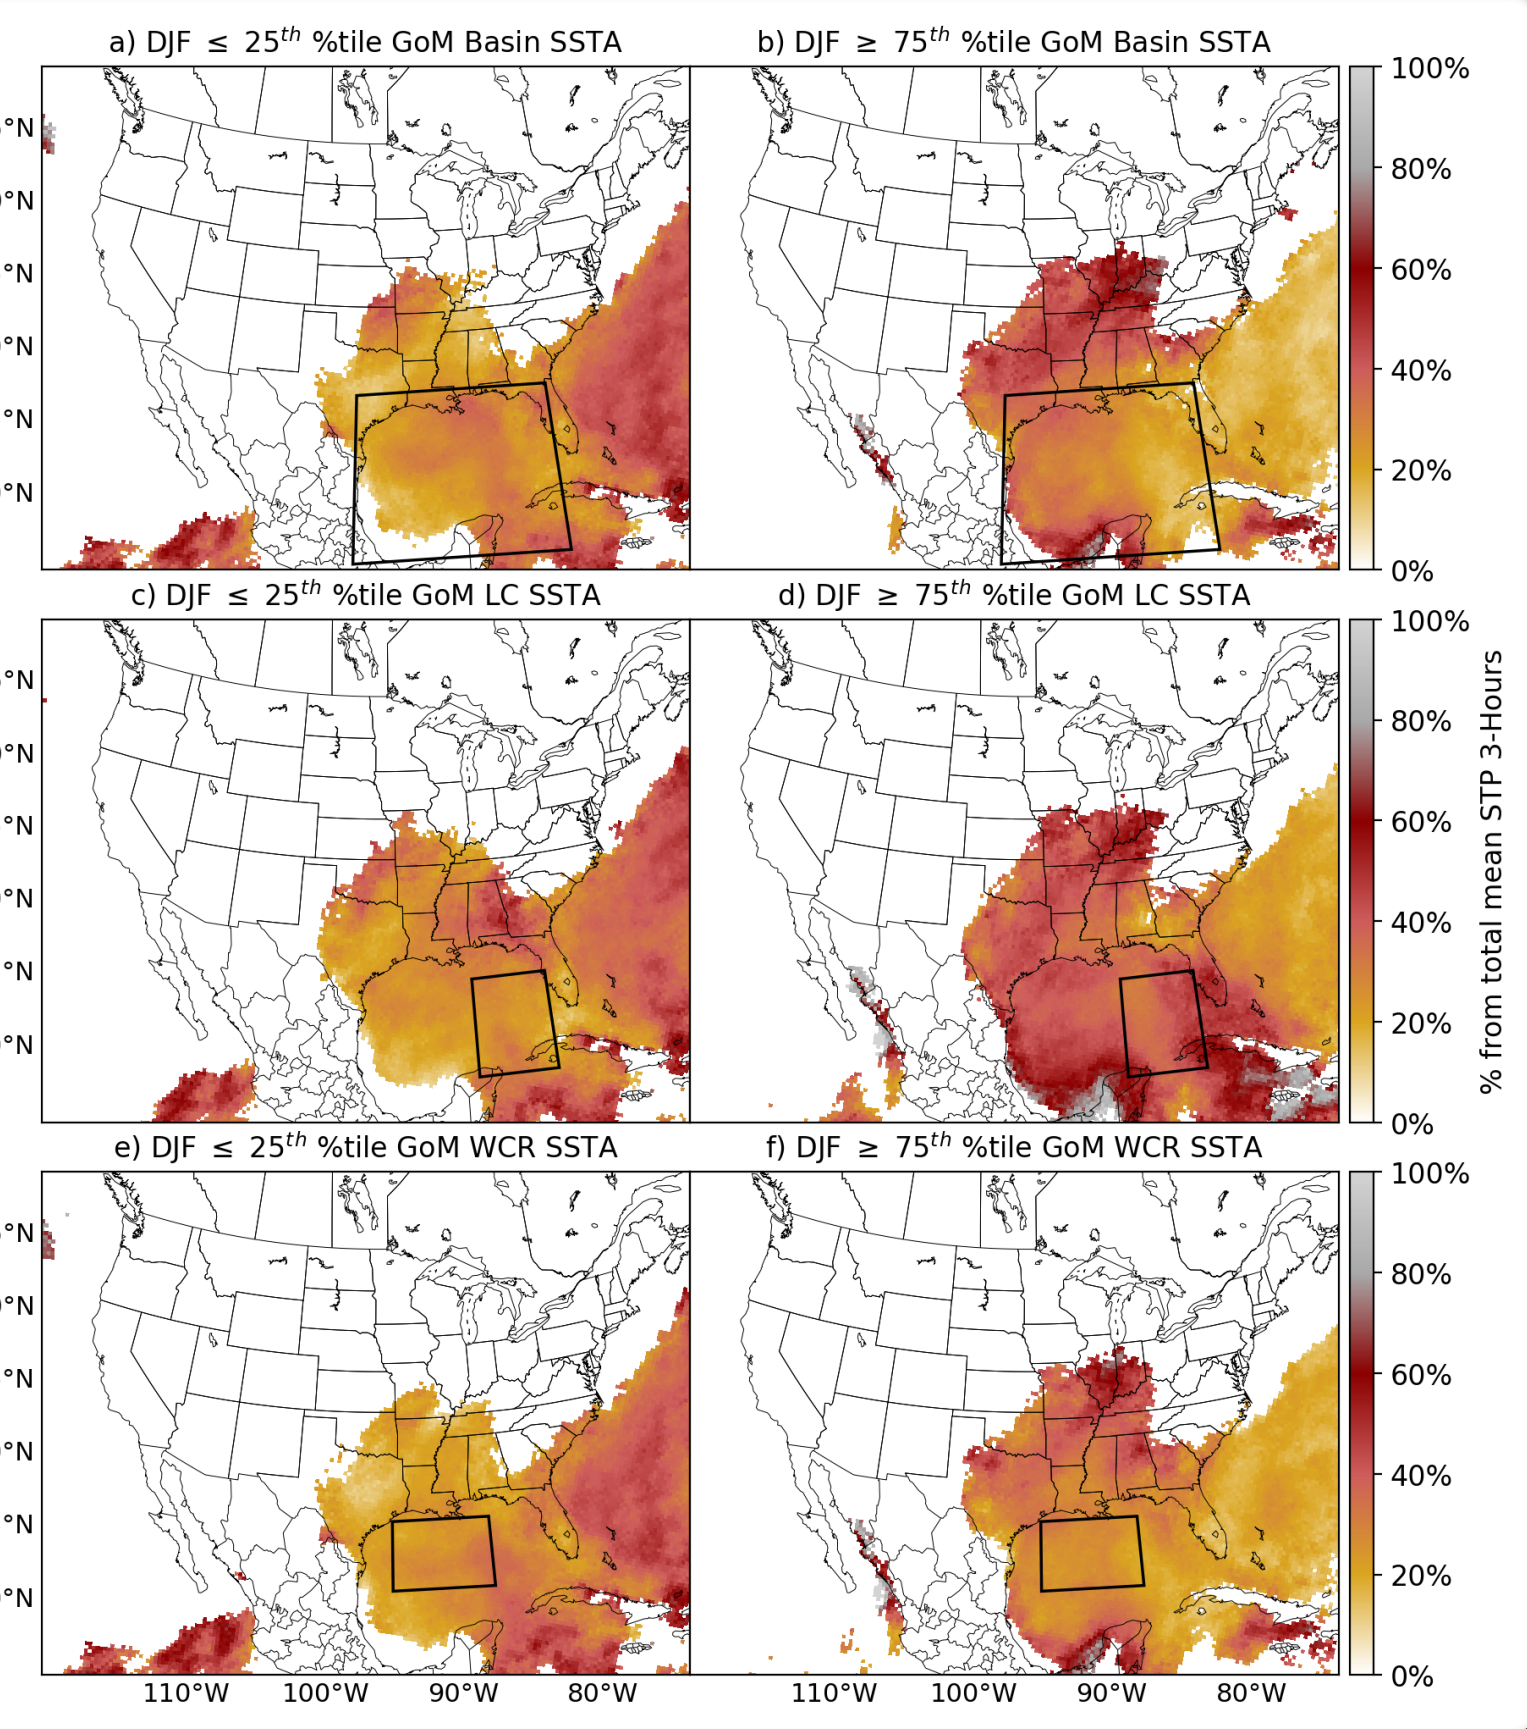 a) DJF ≤ 25th %tile GoM Basin SSTA
b) DJF ≥ 75th %tile GoM Basin SSTA
°N
°N
°N
°N
°N
°N
100%
80%
60%
40%
20%
0%
c) DJF ≤ 25th %tile GoM LC SSTA
d) DJF ≥ 75th %tile GoM LC SSTA
°N
°N
°N
°N
°N
°N
100%
80%
60%
40%
20%
0%
% from total mean STP 3-Hours
e) DJF ≤ 25th %tile GoM WCR SSTA
f) DJF ≥ 75th %tile GoM WCR SSTA
°N
°N
°N
°N
°N
°N
100%
80%
60%
40%
20%
0%
110°W 100°W 90°W 80°W
110°W 100°W 90°W 80°W